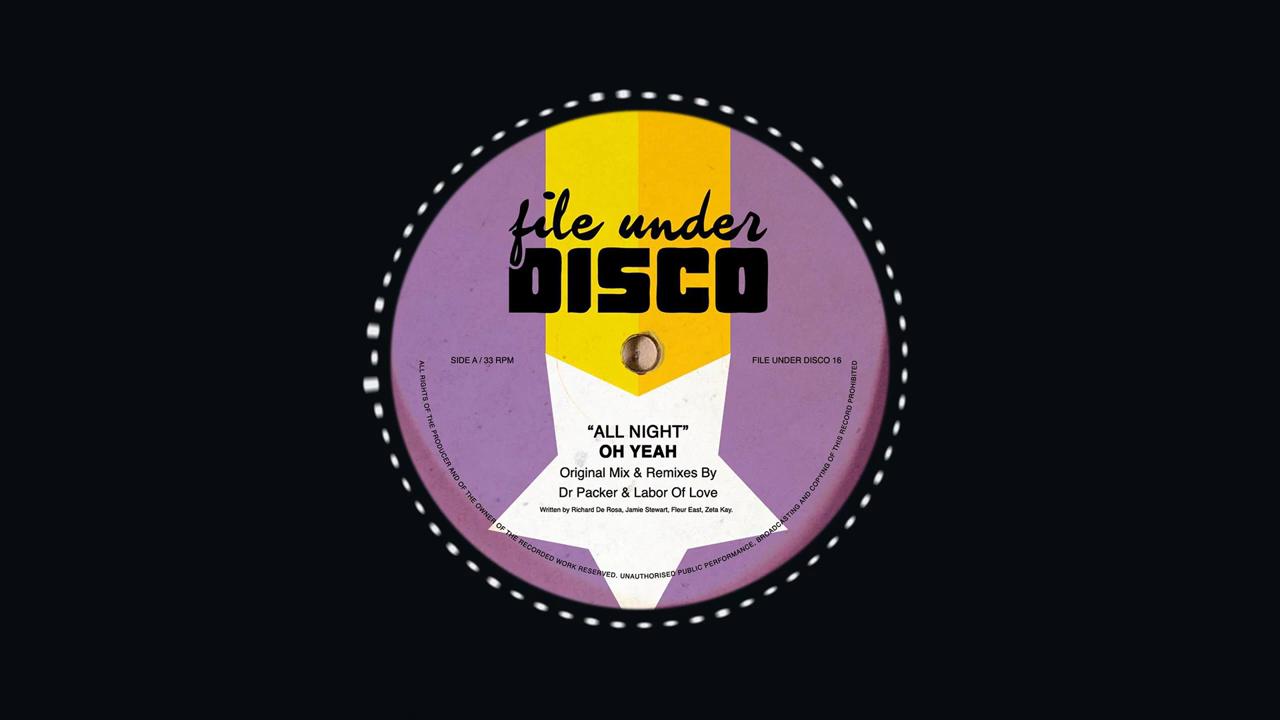 file under
DISCO
SIDE A / 33 RPM
FILE UNDER DISCO 16
“ALL NIGHT”
OH YEAH
Original Mix & Remixes By
Dr Packer & Labor Of Love
Written by Richard De Rosa, Jamie Stewart, Fleur East, Zeta Kay.
ALL RIGHTS OF THE PRODUCER AND OF THE OWNER OF THE RECORDED WORK RESERVED. UNAUTHORISED PUBLIC PERFORMANCE, BROADCASTING AND COPYING OF THIS RECORD PROHIBITED